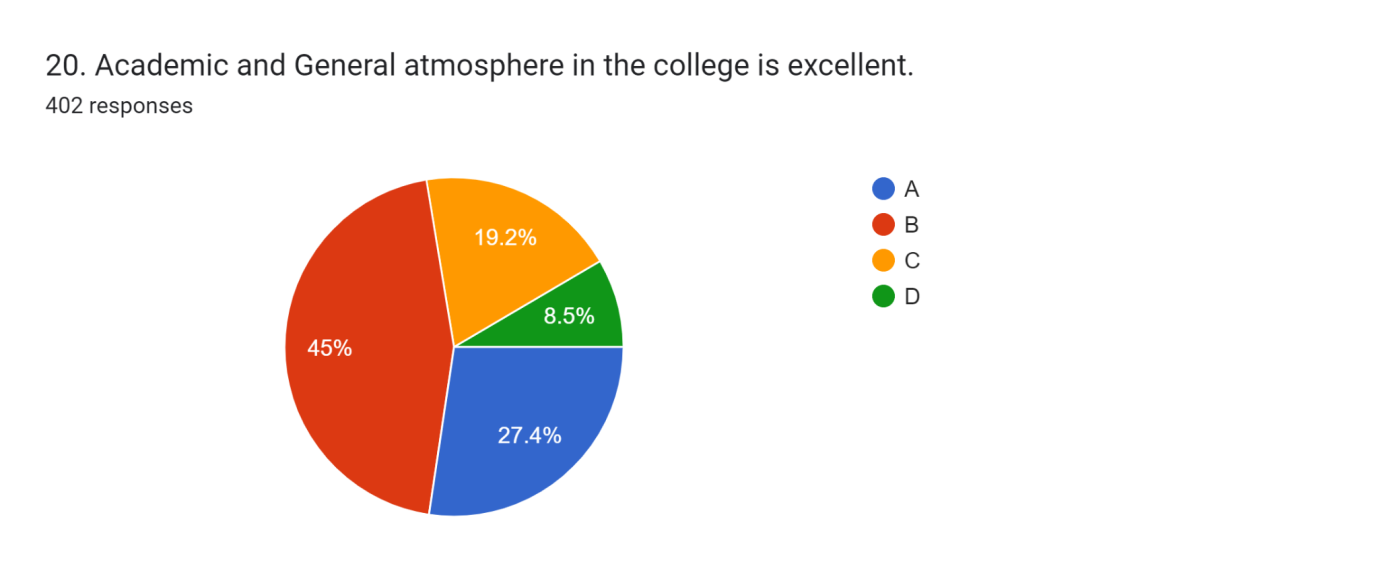 20. Academic and General atmosphere in the college is excellent.
402 responses
A
B
C
D
19.2%
8.5%
45%
27.4%